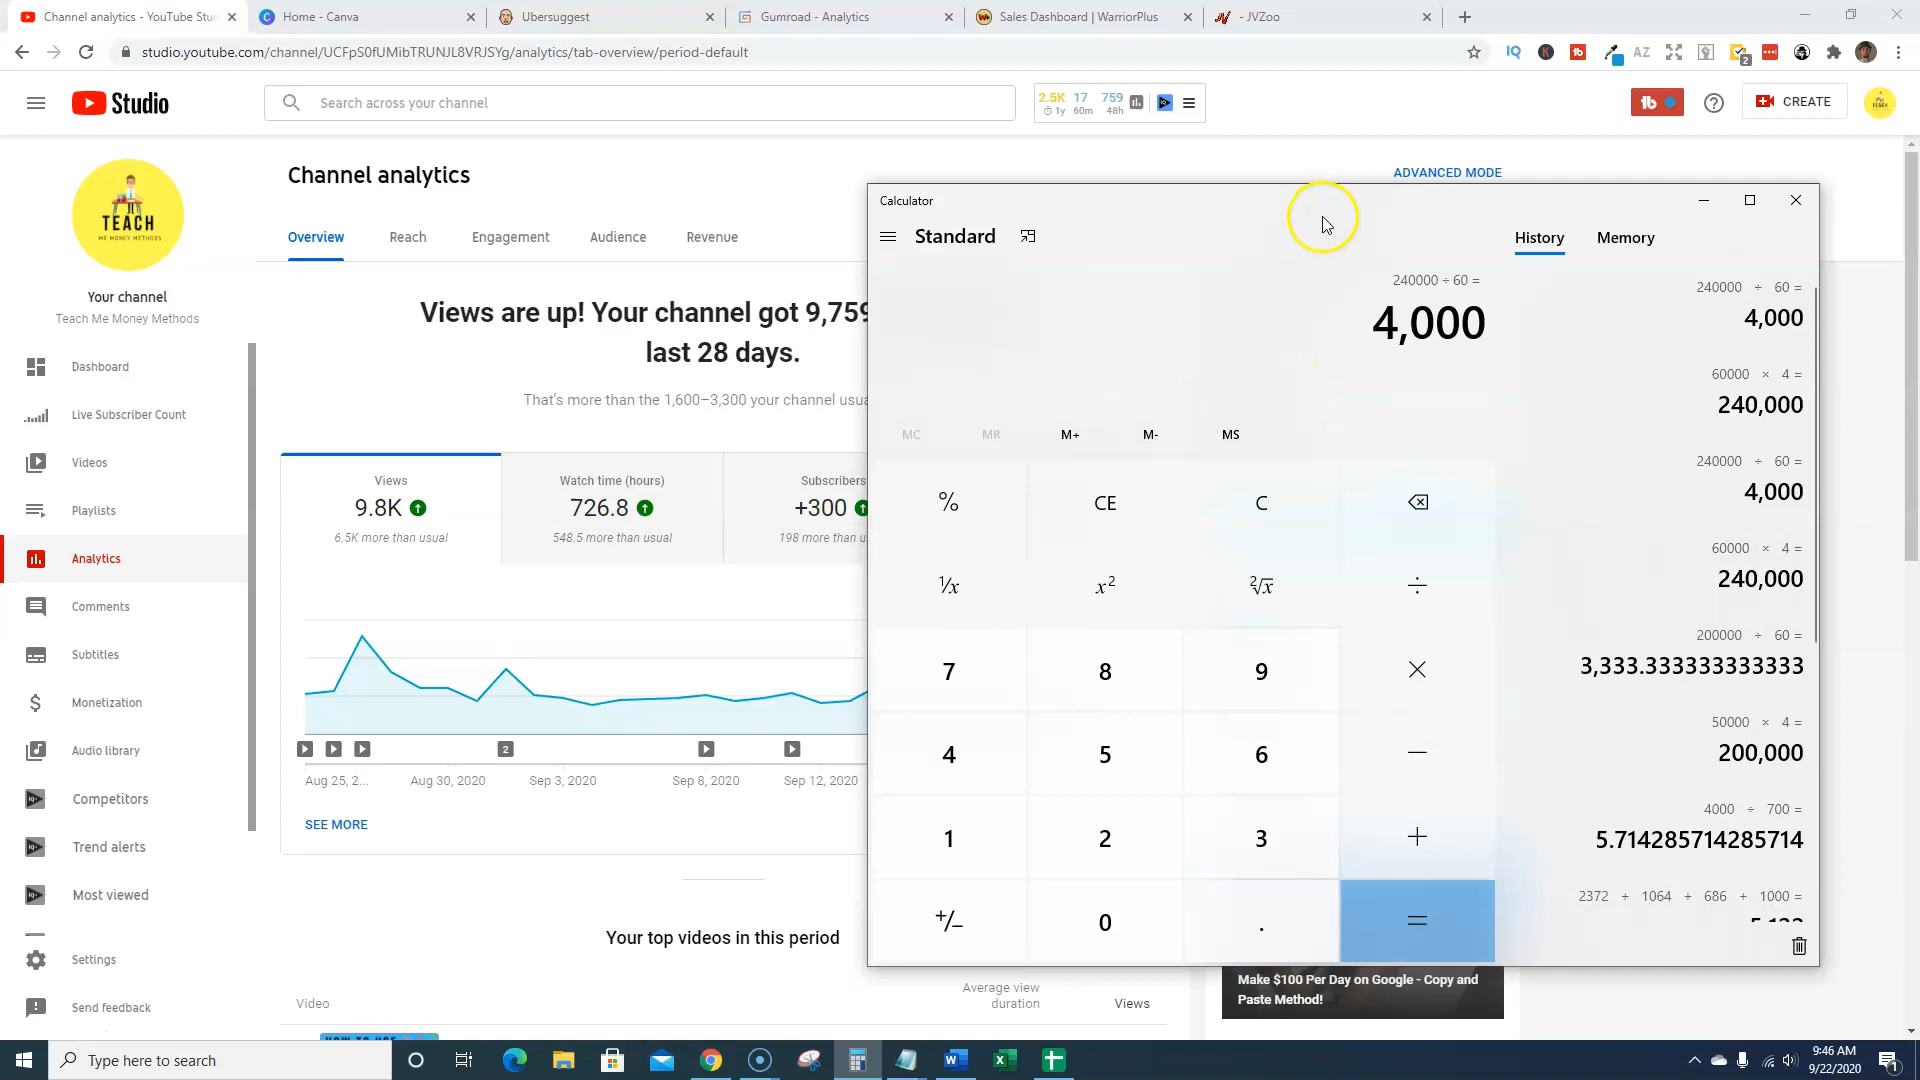 Channel analytics - YouTube Stu
Home - Canva
Ubersuggest
Gumroad - Analytics
Sales Dashboard | WarriorPlus
- JVZoo
studio.youtube.com/channel/UCFpS0fUMibTRUNJL8VRJSYg/analytics/tab-overview/period-default
Studio
Search across your channel
2.5K 17 759
1y 60m 48h
CREATE
TEACH
ME MONEY METHODS
Your channel
Teach Me Money Methods
Dashboard
Live Subscriber Count
Videos
Playlists
Analytics
Comments
Subtitles
Monetization
Audio library
Competitors
Trend alerts
Most viewed
Settings
Send feedback
Channel analytics
ADVANCED MODE
Overview
Reach
Engagement
Audience
Revenue
Views are up! Your channel got 9,759
last 28 days.
That's more than the 1,600–3,300 your channel usua
Views
9.8K
6.5K more than usual
Watch time (hours)
726.8
548.5 more than usual
Subscribers
+300
198 more than u
2
Aug 25, 2...
Aug 30, 2020
Sep 3, 2020
Sep 8, 2020
Sep 12, 2020
SEE MORE
Your top videos in this period
Video
Average view
duration
Views
Make $100 Per Day on Google - Copy and
Paste Method!
Calculator
Standard
History
Memory
240000 ÷ 60 =
4,000
MC
MR
M+
M-
MS
%
CE
C
⅟x
x²
²√x
÷
7
8
9
×
4
5
6
−
1
2
3
+
+/−
0
.
=
240000 ÷ 60 =
4,000
60000 × 4 =
240,000
240000 ÷ 60 =
4,000
60000 × 4 =
240,000
200000 ÷ 60 =
3,333.333333333333
50000 × 4 =
200,000
4000 ÷ 700 =
5.714285714285714
2372 + 1064 + 686 + 1000 =
Type here to search
9:46 AM
9/22/2020